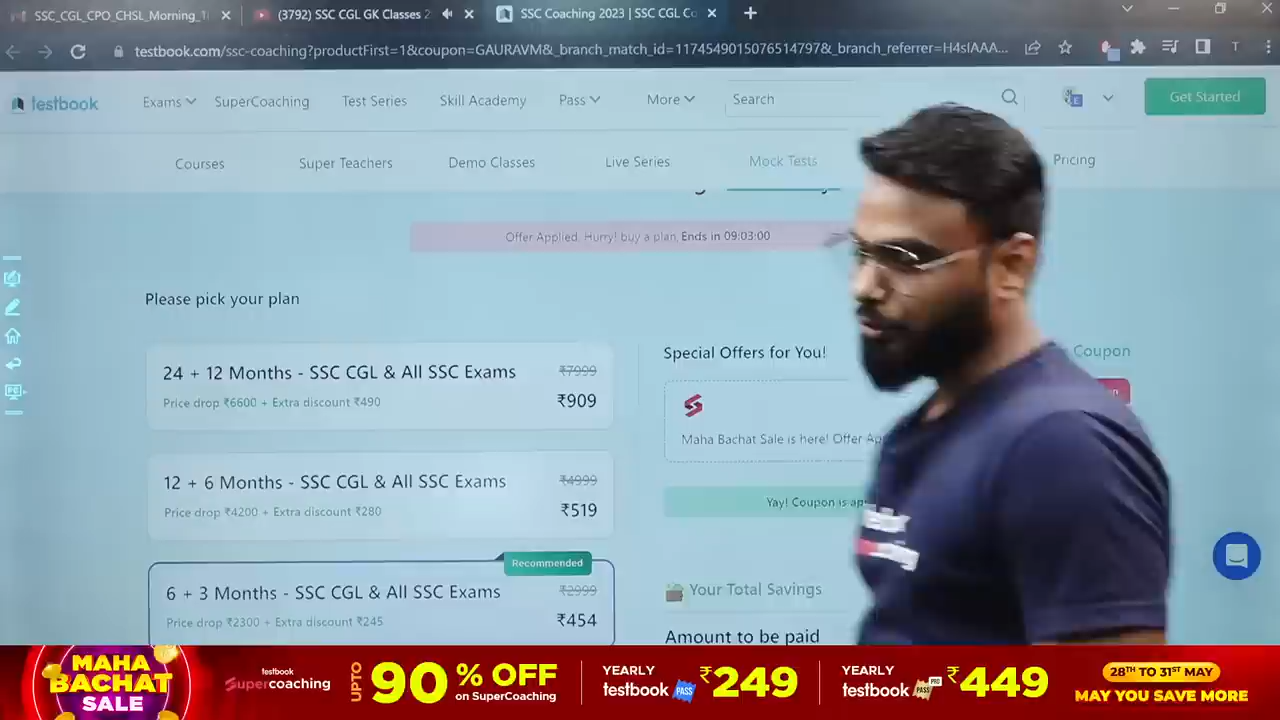 SSC_CGL_CPO_CHSL_Morning_1
(3792) SSC CGL GK Classes 2
SSC Coaching 2023 | SSC CGL Co
testbook.com/ssc-coaching?productFirst=1&coupon=GAURAVM&_branch_match_id=1174549015076514797&_branch_referrer=H4sIAAA...
T
testbook
Exams
SuperCoaching
Test Series
Skill Academy
Pass
More
Search
Get Started
Courses
Super Teachers
Demo Classes
Live Series
Mock Tests
Pricing
Offer Applied. Hurry! buy a plan Ends in 09:03:00
Please pick your plan
24 + 12 Months - SSC CGL & All SSC Exams ₹7999
Price drop ₹6600 + Extra discount ₹490 ₹909
12 + 6 Months - SSC CGL & All SSC Exams ₹4999
Price drop ₹4200 + Extra discount ₹280 ₹519
Recommended
6 + 3 Months - SSC CGL & All SSC Exams ₹2999
Price drop ₹2300 + Extra discount ₹245 ₹454
Special Offers for You!
Coupon
Maha Bachat Sale is here! Offer
Yay! Coupon is
Your Total Savings
Amount to be paid
MAHA
BACHAT
SALE
testbook
Supercoaching
UPTO 90% OFF
on SuperCoaching
YEARLY
testbook PASS ₹249
YEARLY
testbook PASS PRO ₹449
28TH TO 31ST MAY
MAY YOU SAVE MORE